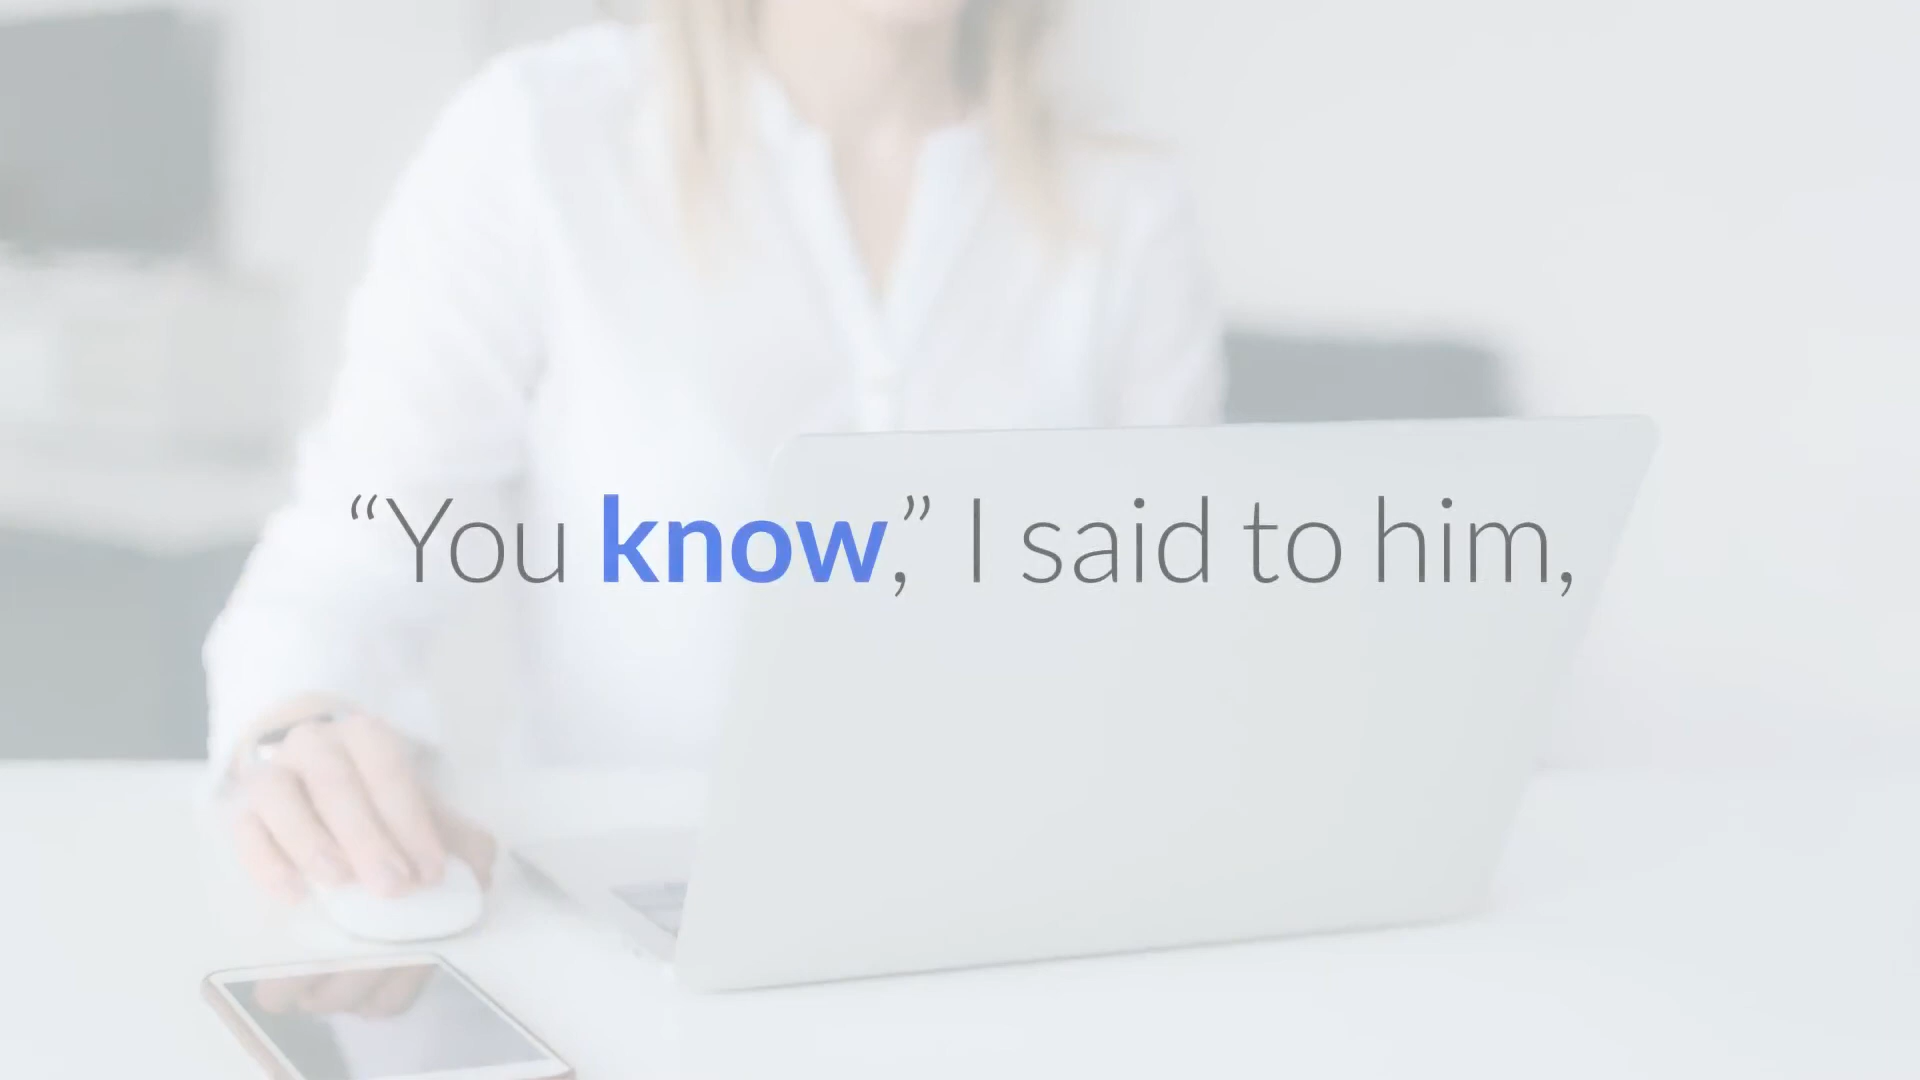 “You know,” I said to him,